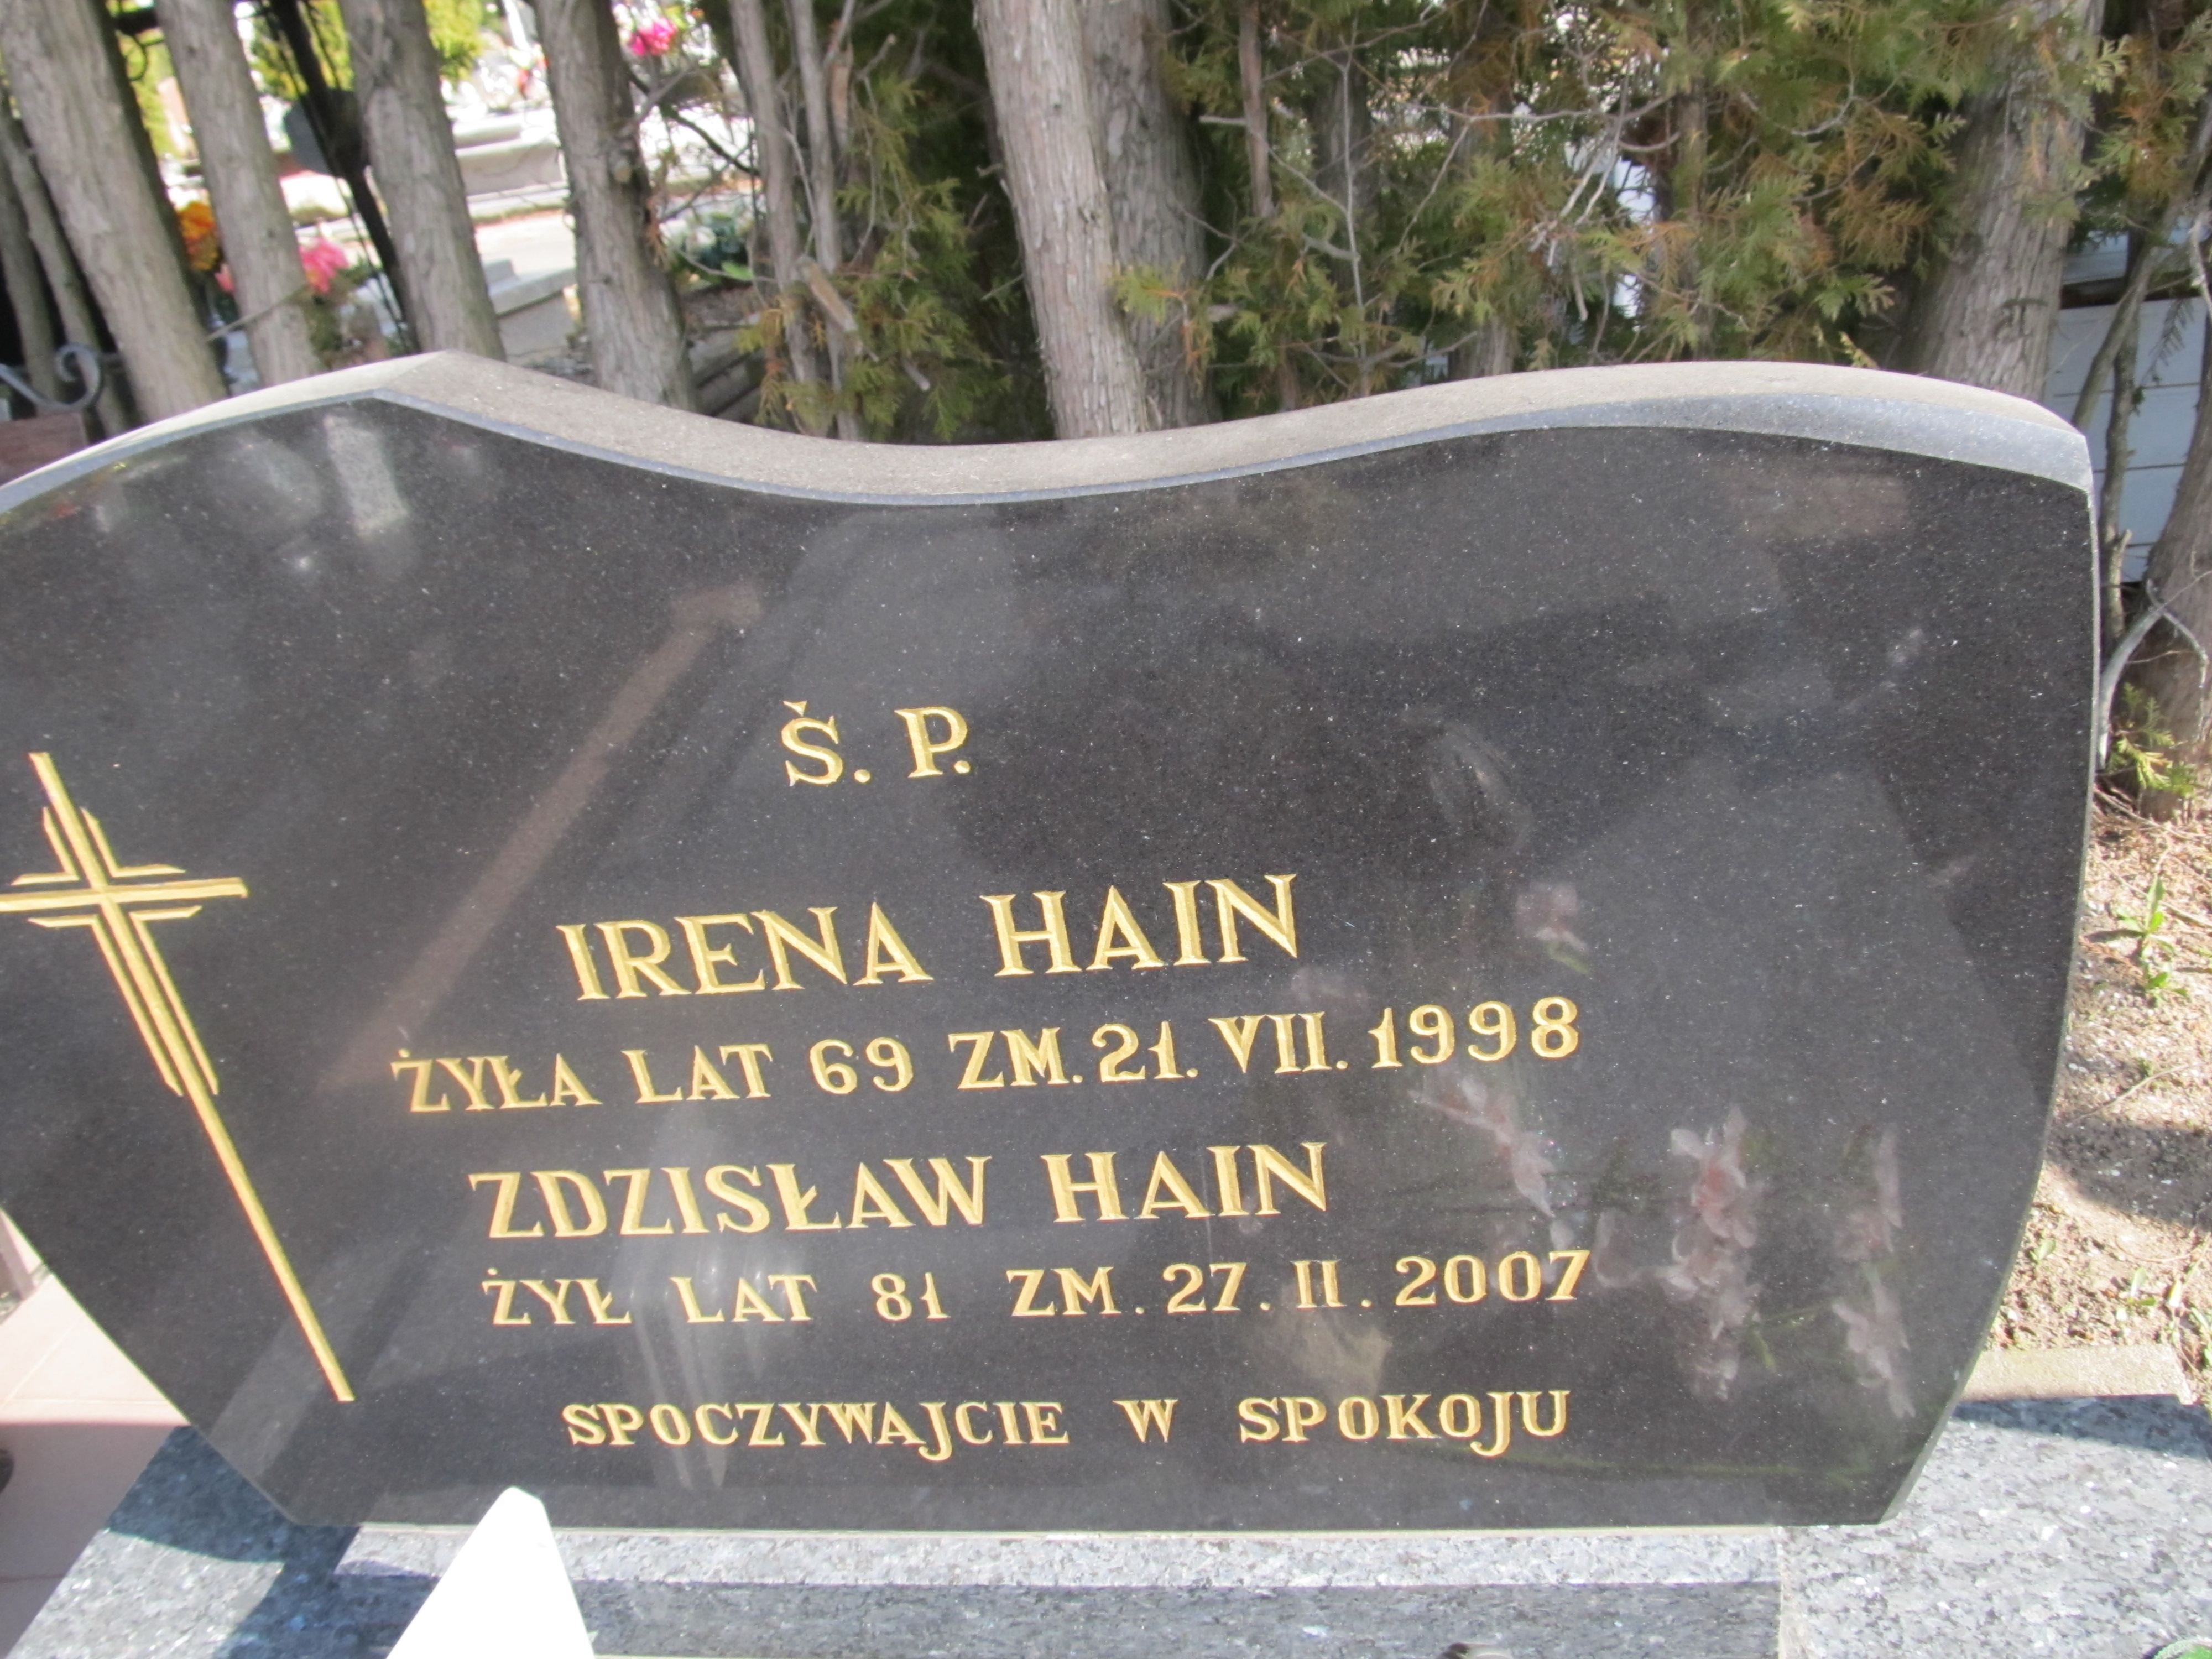 Š. P.
IRENA HAIN
ŻYŁA LAT 69 ZM. 21. VII. 1998
ZDZISŁAW HAIN
ŻYŁ LAT 81 ZM. 27. II. 2007
SPOCZYWAJCIE W SPOKOJU